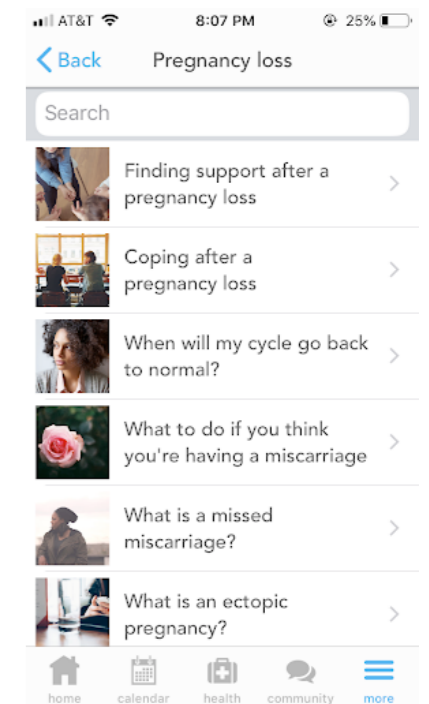 AT&T 8:07 PM 25%
Back Pregnancy loss
Search
Finding support after a
pregnancy loss
Coping after a
pregnancy loss
When will my cycle go back
to normal?
What to do if you think
you're having a miscarriage
What is a missed
miscarriage?
What is an ectopic
pregnancy?
home calendar health community more